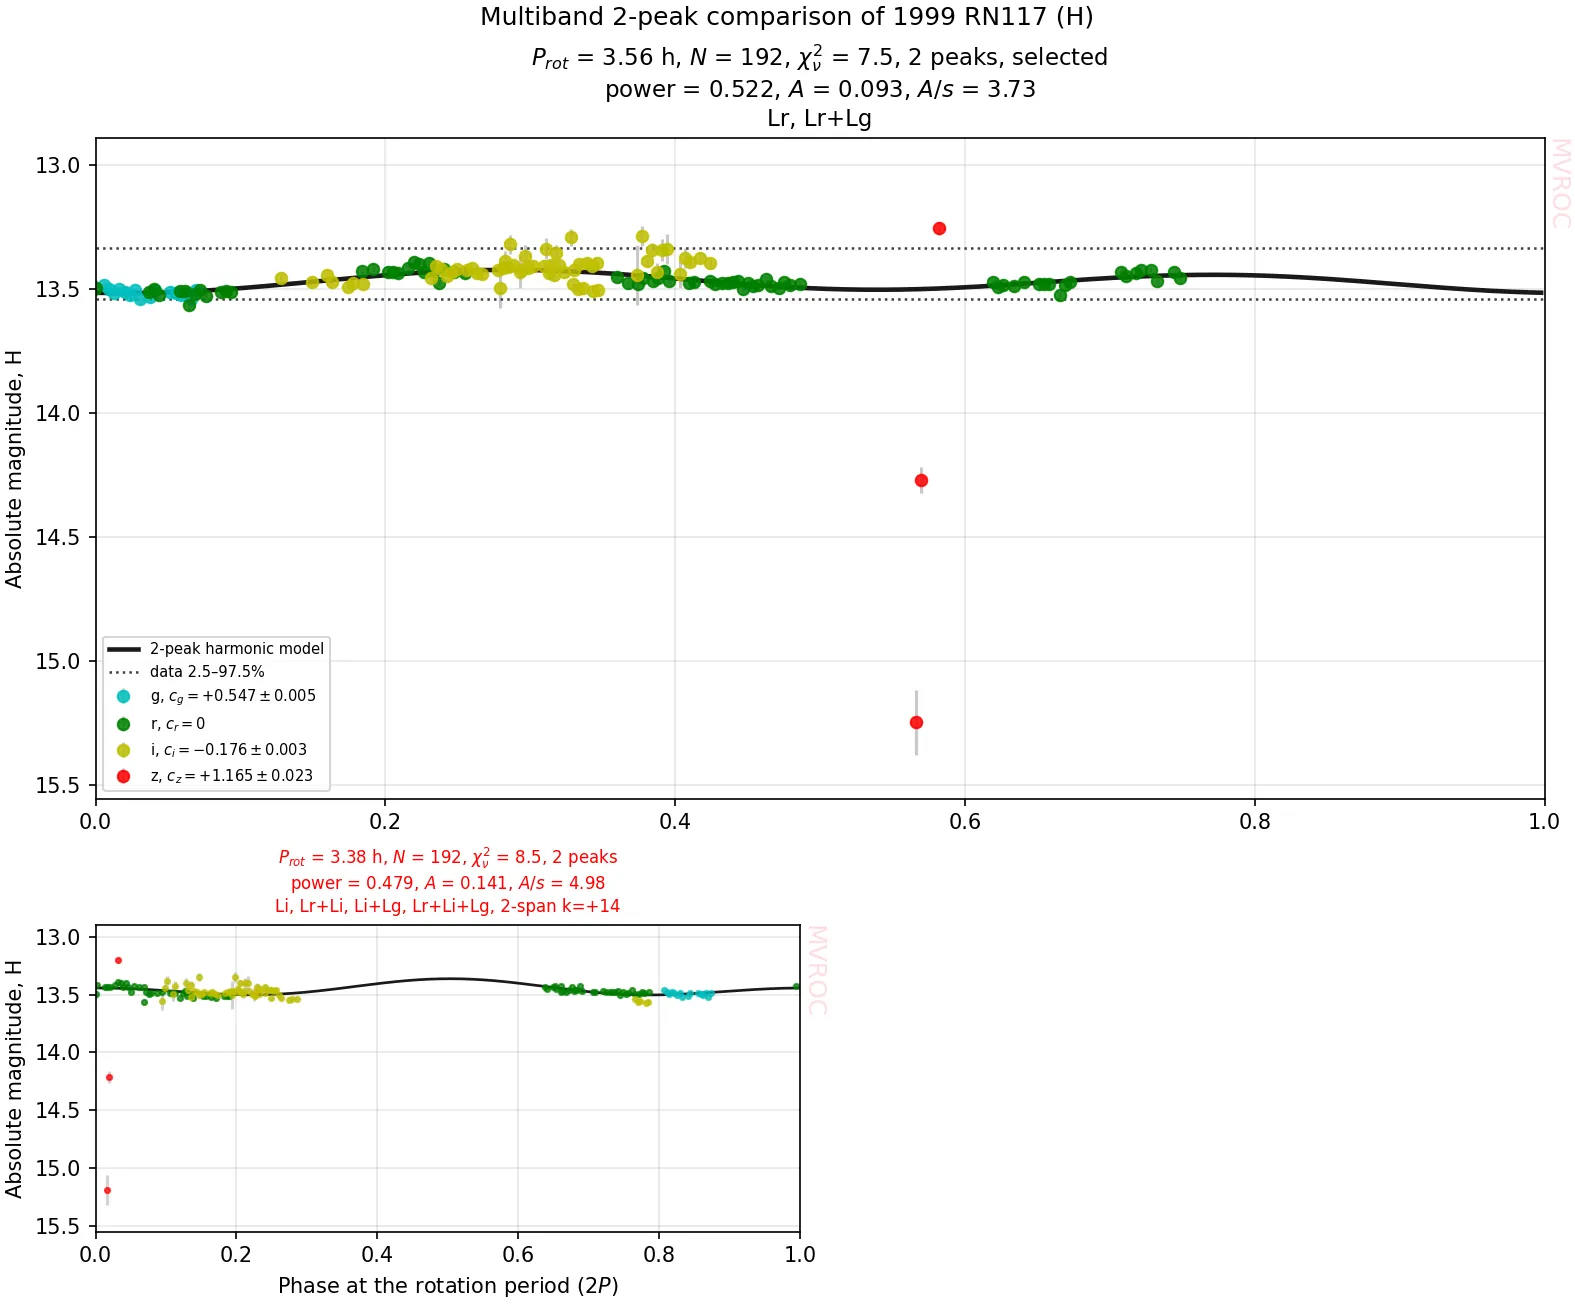 Multiband 2-peak comparison of 1999 RN117 (H)
P_rot = 3.56 h, N = 192, χ²_ν = 7.5, 2 peaks, selected
power = 0.522, A = 0.093, A/s = 3.73
Lr, Lr+Lg
13.0
13.5
14.0
14.5
15.0
15.5
Absolute magnitude, H
2-peak harmonic model
data 2.5–97.5%
g, c_g = +0.547 ± 0.005
r, c_r = 0
i, c_i = −0.176 ± 0.003
z, c_z = +1.165 ± 0.023
0.0 0.2 0.4 0.6 0.8 1.0
MVROC
P_rot = 3.38 h, N = 192, χ²_ν = 8.5, 2 peaks
power = 0.479, A = 0.141, A/s = 4.98
Li, Lr+Li, Li+Lg, Lr+Li+Lg, 2-span k=+14
13.0
13.5
14.0
14.5
15.0
15.5
Absolute magnitude, H
0.0 0.2 0.4 0.6 0.8 1.0
Phase at the rotation period (2P)
MVROC